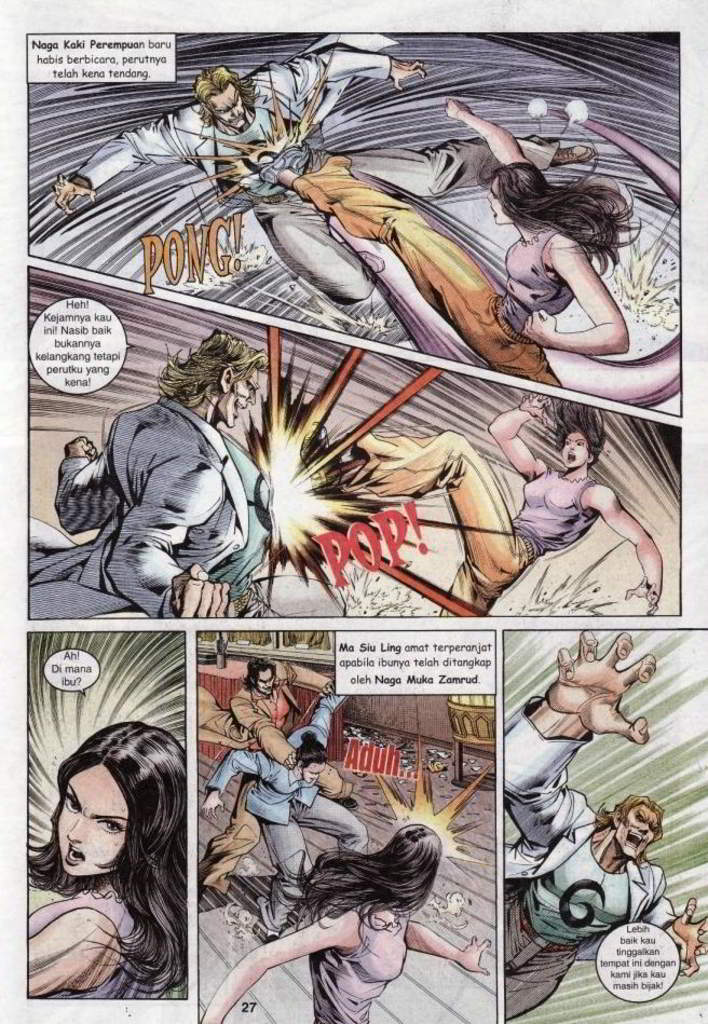 Naga Kaki Perempuan baru
habis berbicara, perutnya
telah kena tendang.
PONG!
Heh!
Kejamnya kau
ini! Nasib baik
bukannya
kelangkang tetapi
perutku yang
kena!
POP!
Ah!
Di mana
ibu?
Ma Siu Ling amat terperanjat
apabila ibunya telah ditangkap
oleh Naga Muka Zamrud.
Aduh...
Lebih
baik kau
tinggalkan
tempat ini dengan
kami jika kau
masih bijak!
27